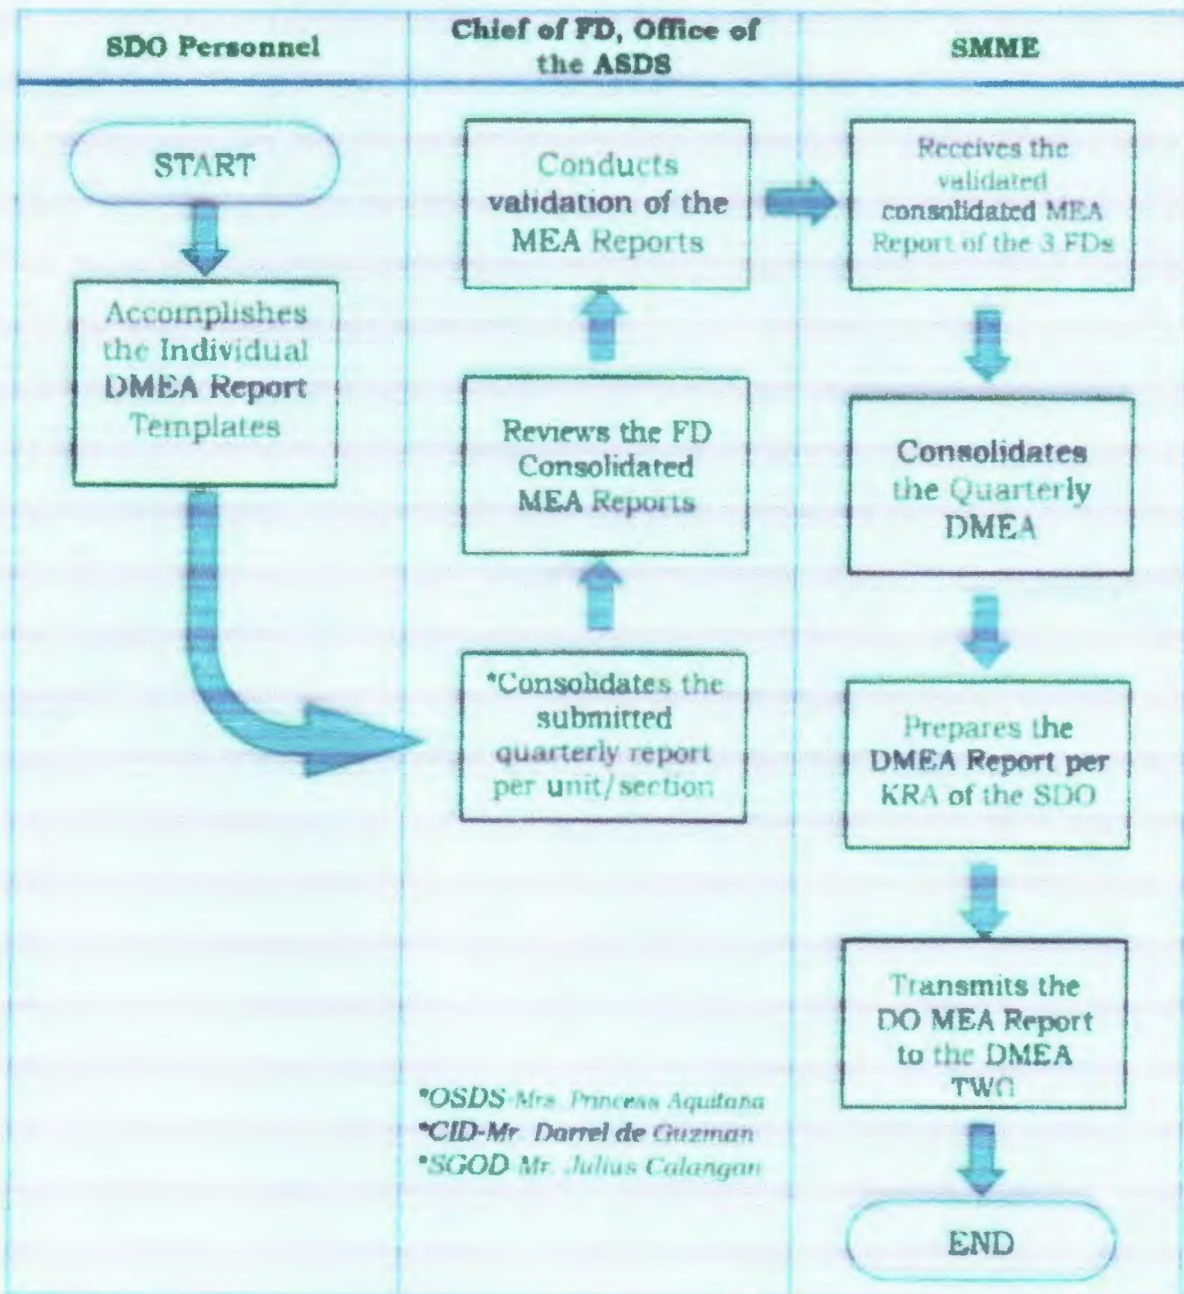 SDO Personnel
Chief of FD, Office of
the ASDS
SMME
START
Accomplishes
the Individual
DMEA Report
Templates
*Consolidates the
submitted
quarterly report
per unit/section
Reviews the FD
Consolidated
MEA Reports
Conducts
validation of the
MEA Reports
Receives the
validated
consolidated MEA
Report of the 3 FDs
Consolidates
the Quarterly
DMEA
Prepares the
DMEA Report per
KRA of the SDO
Transmits the
DO MEA Report
to the DMEA
TWG
END
*OSDS-Mrs. Princess Aquitana
*CID-Mr. Darrel de Guzman
*SGOD-Mr. Julius Calangan